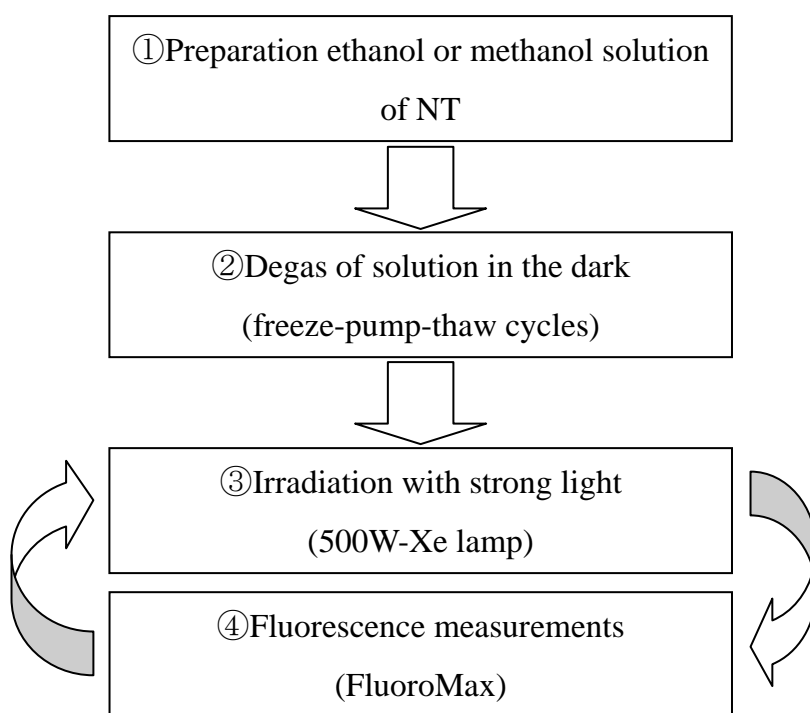 ①Preparation ethanol or methanol solution
of NT
②Degas of solution in the dark
(freeze-pump-thaw cycles)
③Irradiation with strong light
(500W-Xe lamp)
④Fluorescence measurements
(FluoroMax)